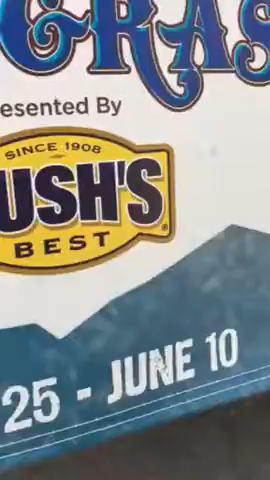 GRAS
esented By
SINCE 1908
USH'S
BEST
25 - JUNE 10